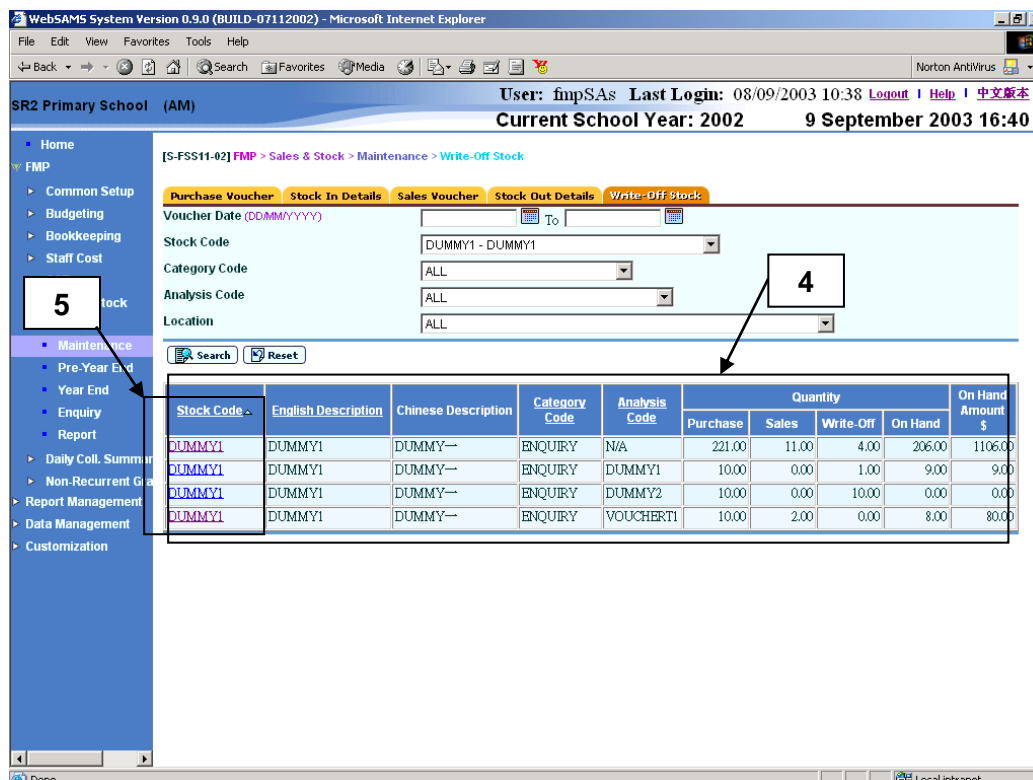 WebSAMS System Version 0.9.0 (BUILD-07112002) - Microsoft Internet Explorer
File Edit View Favorites Tools Help
Back Search Favorites Media Norton AntiVirus
User: fmpSAs Last Login: 08/09/2003 10:38 Logout | Help | 中文版本
SR2 Primary School (AM)
Current School Year: 2002 9 September 2003 16:40
Home
FMP
Common Setup
Budgeting
Bookkeeping
Staff Cost
tock
Maintenance
Pre-Year End
Year End
Enquiry
Report
Daily Coll. Summar
Non-Recurrent Gra
Report Management
Data Management
Customization
[S-FSS11-02] FMP > Sales & Stock > Maintenance > Write-Off Stock
Purchase Voucher Stock In Details Sales Voucher Stock Out Details Write-Off Stock
Voucher Date (DD/MM/YYYY) To
Stock Code DUMMY1 - DUMMY1
Category Code ALL
Analysis Code ALL
Location ALL
4
5
Search Reset
Stock Code English Description Chinese Description Category Code Analysis Code Quantity On Hand Amount $
Purchase Sales Write-Off On Hand
DUMMY1 DUMMY1 DUMMY一 ENQUIRY N/A 221.00 11.00 4.00 206.00 1106.00
DUMMY1 DUMMY1 DUMMY一 ENQUIRY DUMMY1 10.00 0.00 1.00 9.00 9.00
DUMMY1 DUMMY1 DUMMY一 ENQUIRY DUMMY2 10.00 0.00 10.00 0.00 0.00
DUMMY1 DUMMY1 DUMMY一 ENQUIRY VOUCHERT1 10.00 2.00 0.00 8.00 80.00
Done Local intranet